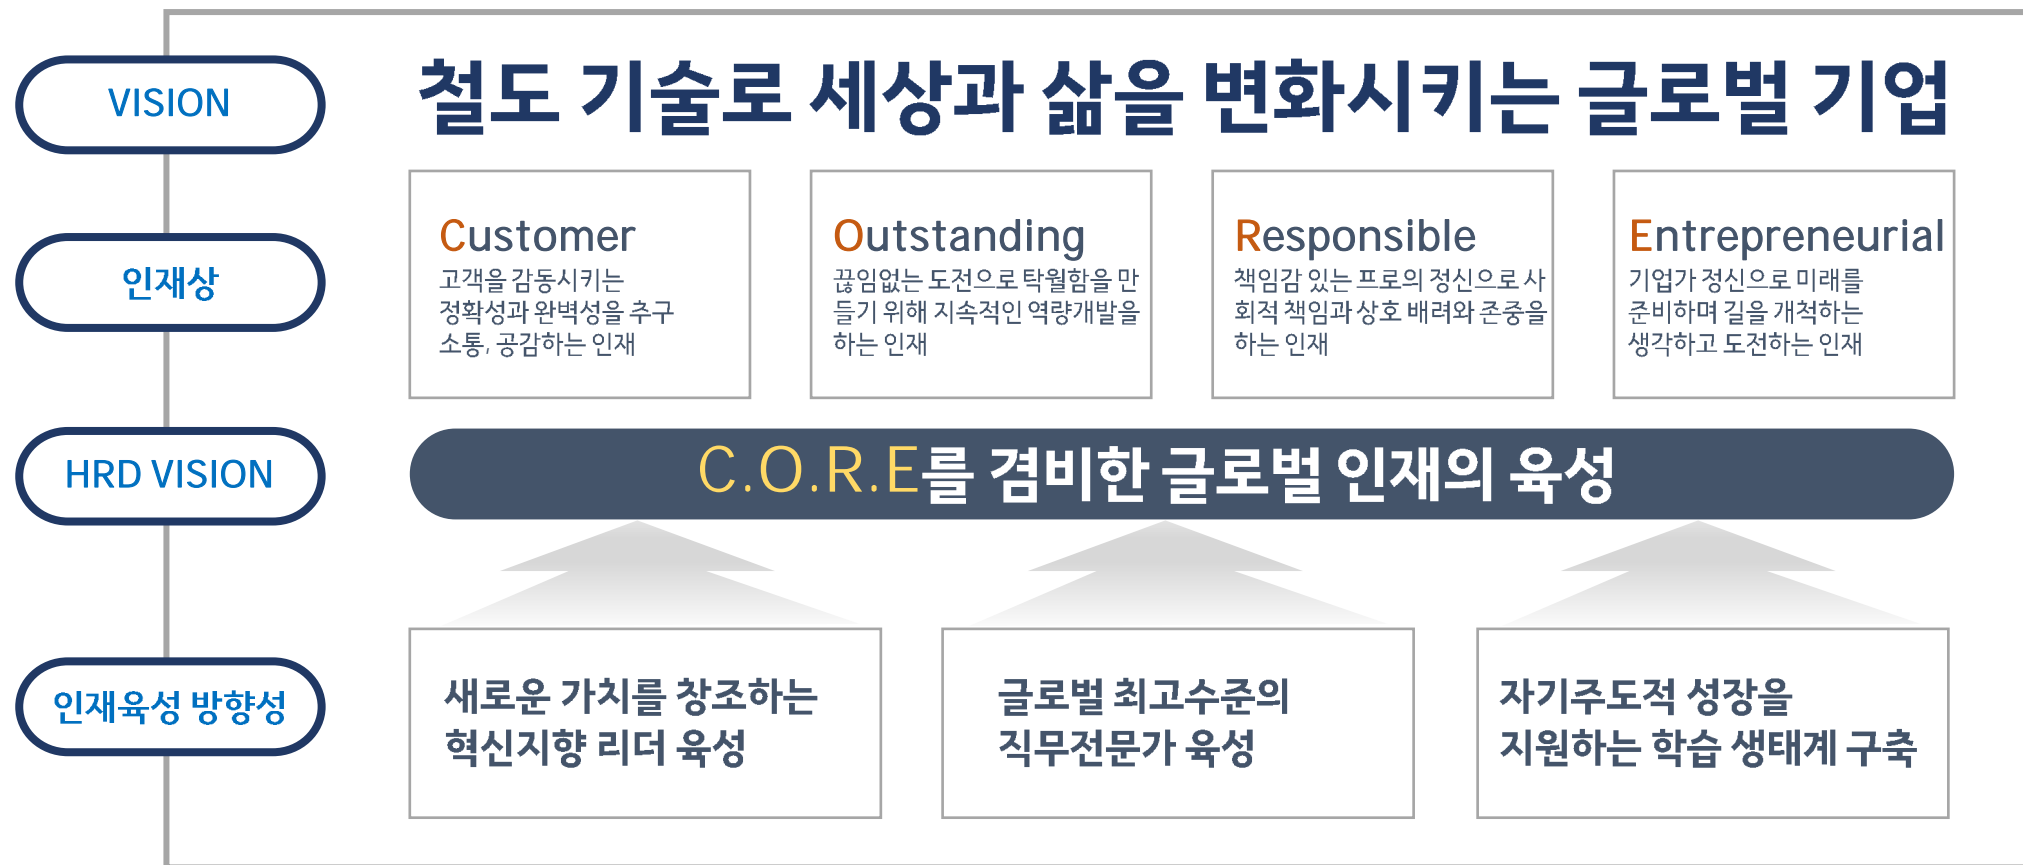 VISION
철도 기술로 세상과 삶을 변화시키는 글로벌 기업
인재상
Customer
고객을 감동시키는
정확성과 완벽성을 추구
소통, 공감하는 인재
Outstanding
끊임없는 도전으로 탁월함을 만
들기 위해 지속적인 역량개발을
하는 인재
Responsible
책임감 있는 프로의 정신으로 사
회적 책임과 상호 배려와 존중을
하는 인재
Entrepreneurial
기업가 정신으로 미래를
준비하며 길을 개척하는
생각하고 도전하는 인재
HRD VISION
C.O.R.E를 겸비한 글로벌 인재의 육성
인재육성 방향성
새로운 가치를 창조하는
혁신지향 리더 육성
글로벌 최고수준의
직무전문가 육성
자기주도적 성장을
지원하는 학습 생태계 구축